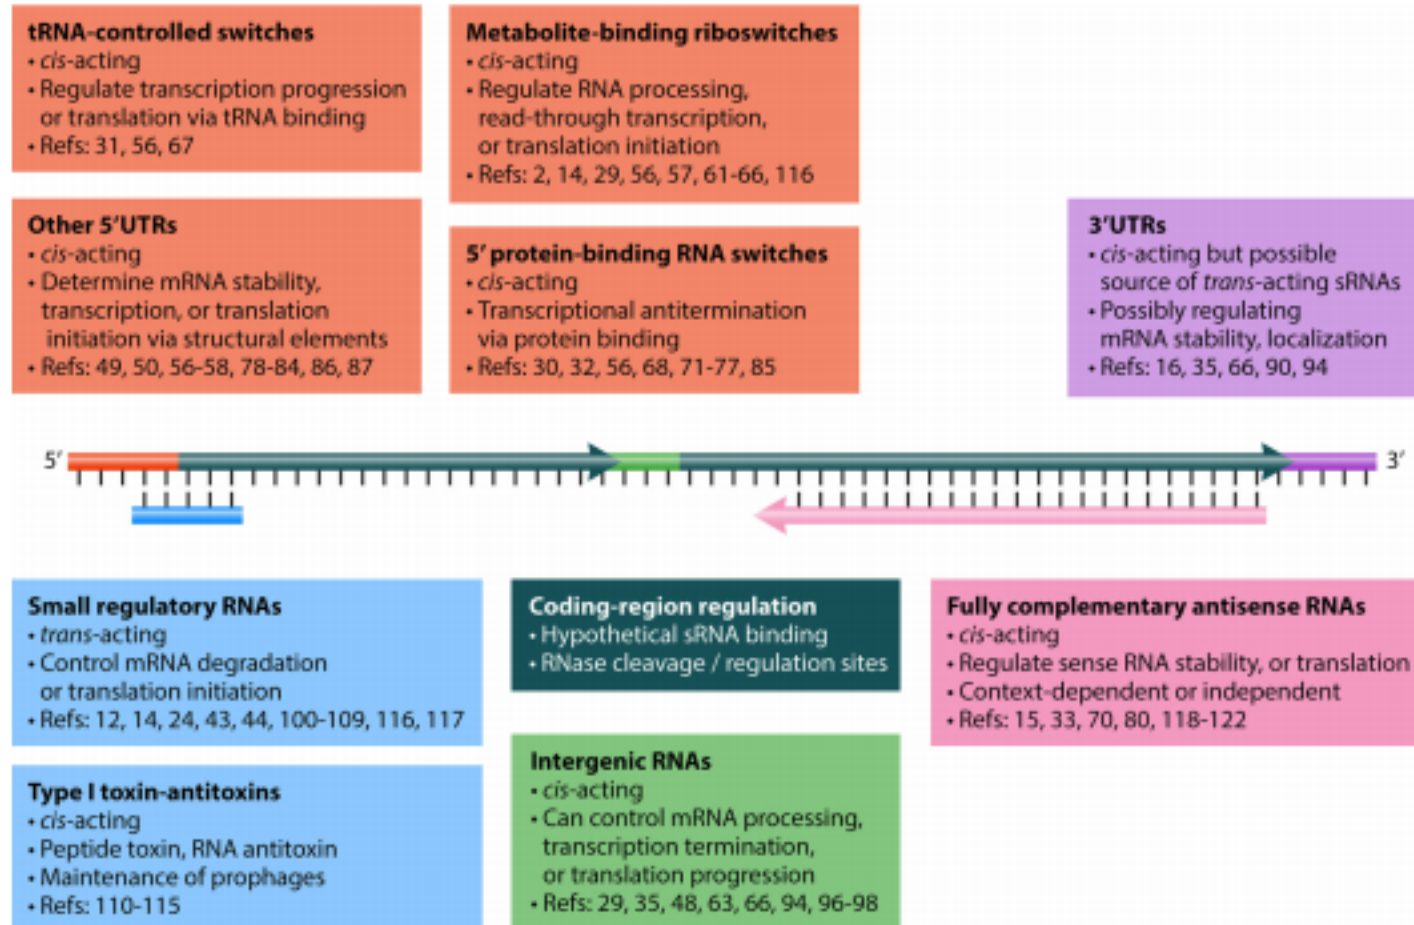 tRNA-controlled switches
• cis-acting
• Regulate transcription progression
or translation via tRNA binding
• Refs: 31, 56, 67
Metabolite-binding riboswitches
• cis-acting
• Regulate RNA processing,
read-through transcription,
or translation initiation
• Refs: 2, 14, 29, 56, 57, 61-66, 116
Other 5’UTRs
• cis-acting
• Determine mRNA stability,
transcription, or translation
initiation via structural elements
• Refs: 49, 50, 56-58, 78-84, 86, 87
5’ protein-binding RNA switches
• cis-acting
• Transcriptional antitermination
via protein binding
• Refs: 30, 32, 56, 68, 71-77, 85
3’UTRs
• cis-acting but possible
source of trans-acting sRNAs
• Possibly regulating
mRNA stability, localization
• Refs: 16, 35, 66, 90, 94
5’
3’
Small regulatory RNAs
• trans-acting
• Control mRNA degradation
or translation initiation
• Refs: 12, 14, 24, 43, 44, 100-109, 116, 117
Coding-region regulation
• Hypothetical sRNA binding
• RNase cleavage / regulation sites
Fully complementary antisense RNAs
• cis-acting
• Regulate sense RNA stability, or translation
• Context-dependent or independent
• Refs: 15, 33, 70, 80, 118-122
Type I toxin-antitoxins
• cis-acting
• Peptide toxin, RNA antitoxin
• Maintenance of prophages
• Refs: 110-115
Intergenic RNAs
• cis-acting
• Can control mRNA processing,
transcription termination,
or translation progression
• Refs: 29, 35, 48, 63, 66, 94, 96-98